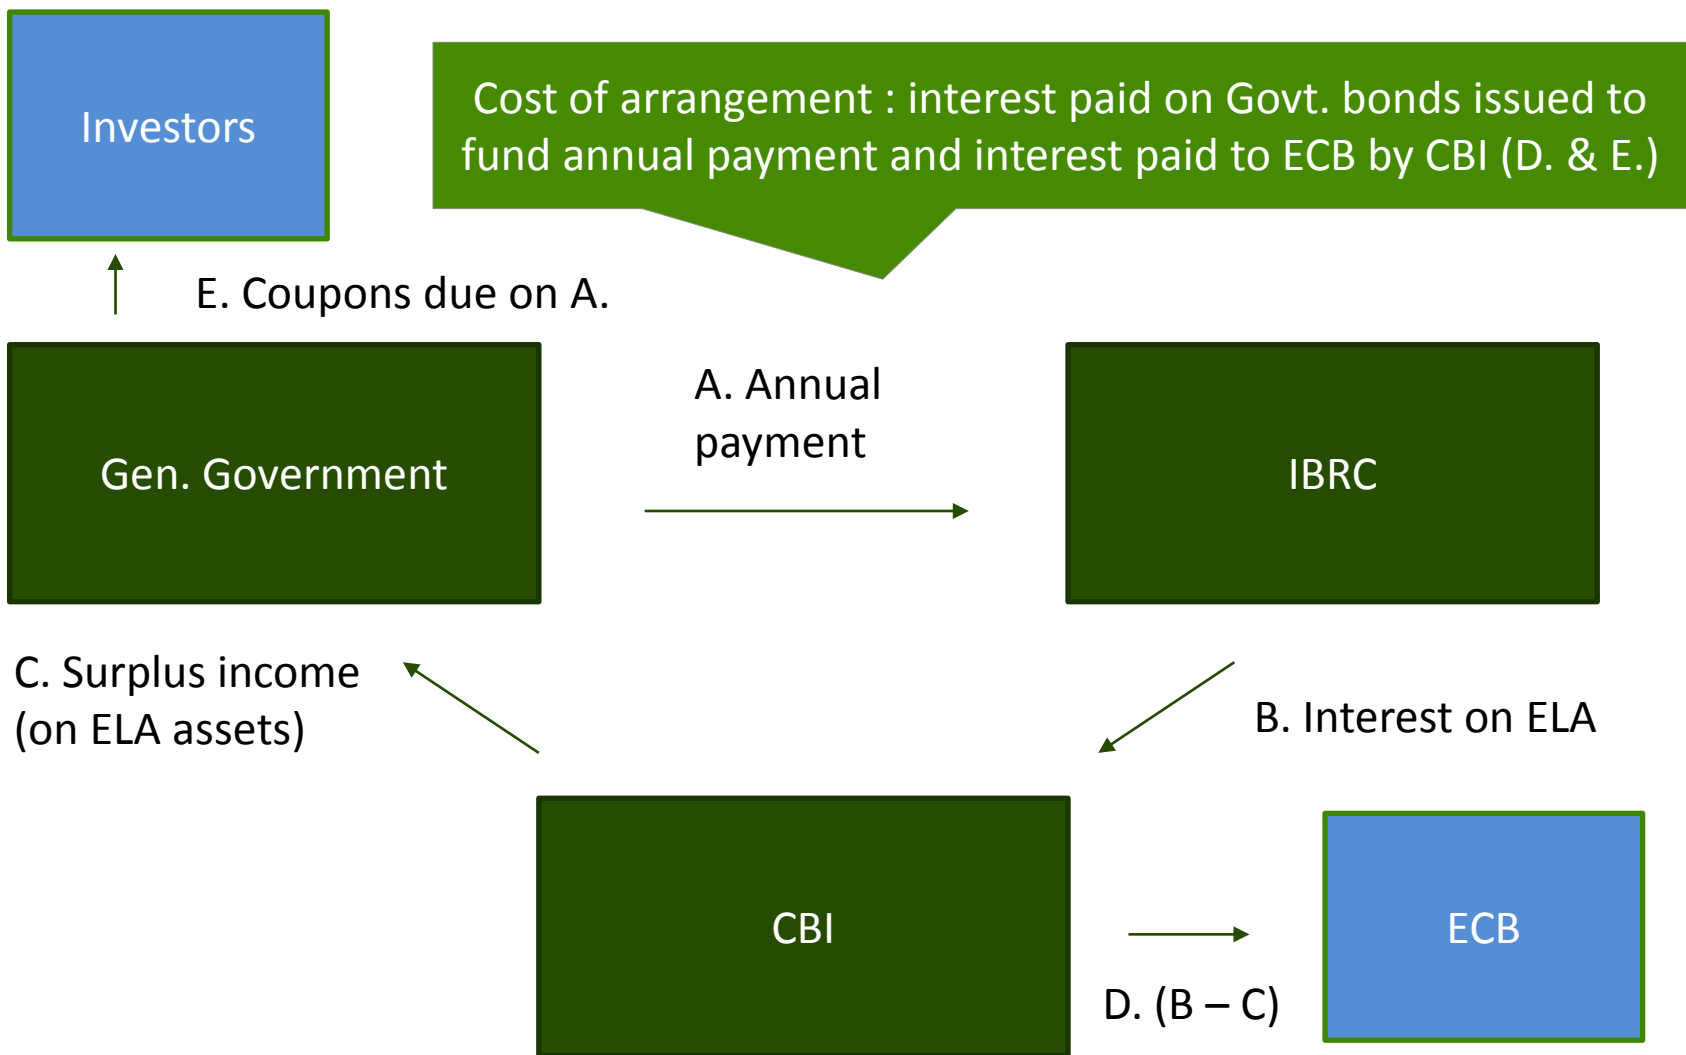 Investors
Cost of arrangement : interest paid on Govt. bonds issued to
fund annual payment and interest paid to ECB by CBI (D. & E.)
E. Coupons due on A.
Gen. Government
A. Annual
payment
IBRC
C. Surplus income
(on ELA assets)
B. Interest on ELA
CBI
D. (B – C)
ECB